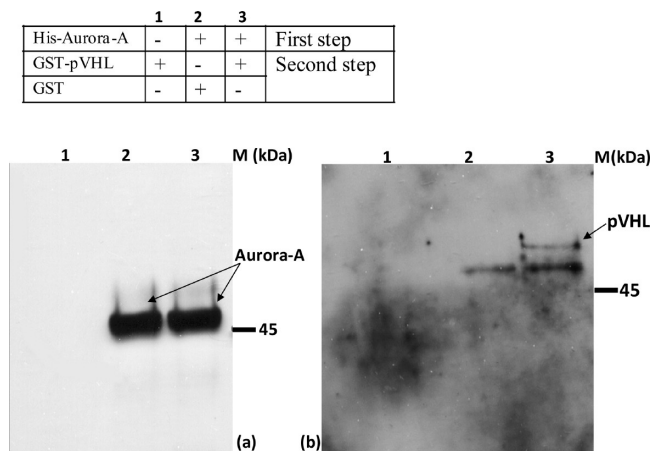 1 2 3
His-Aurora-A - + + First step
GST-pVHL + - + Second step
GST - + -
1 2 3 M (kDa)
Aurora-A
45
(a)
1 2 3 M(kDa)
pVHL
45
(b)